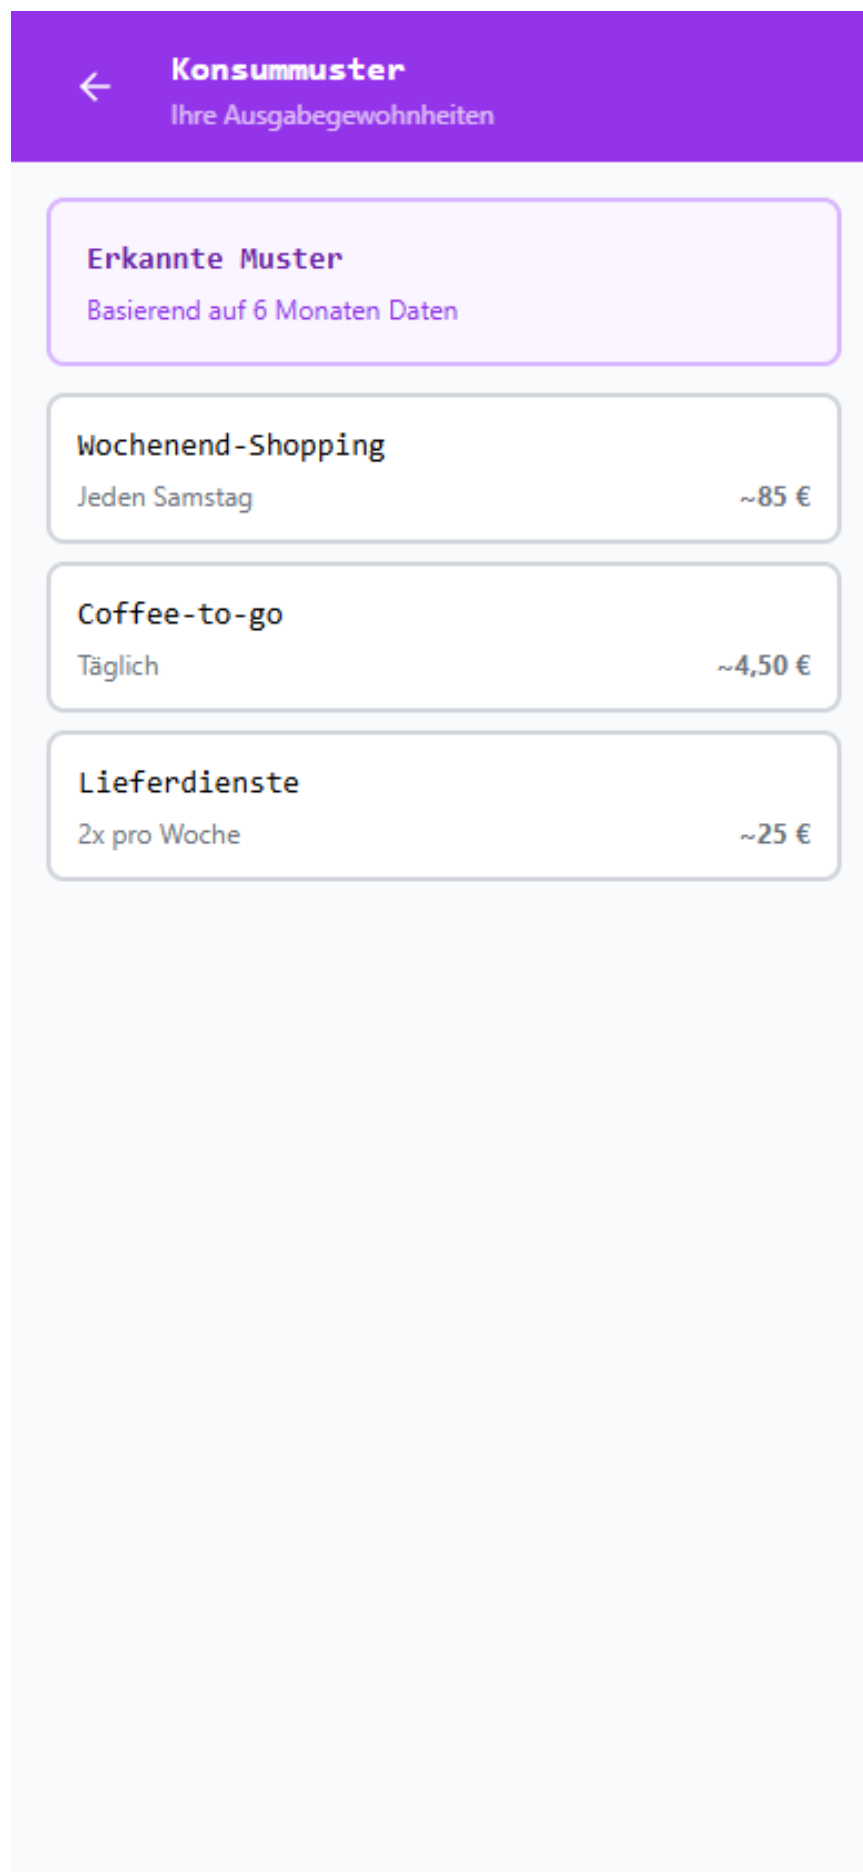 Konsummuster
Ihre Ausgabegewohnheiten
Erkannte Muster
Basierend auf 6 Monaten Daten
Wochenend-Shopping
Jeden Samstag ~85 €
Coffee-to-go
Täglich ~4,50 €
Lieferdienste
2x pro Woche ~25 €